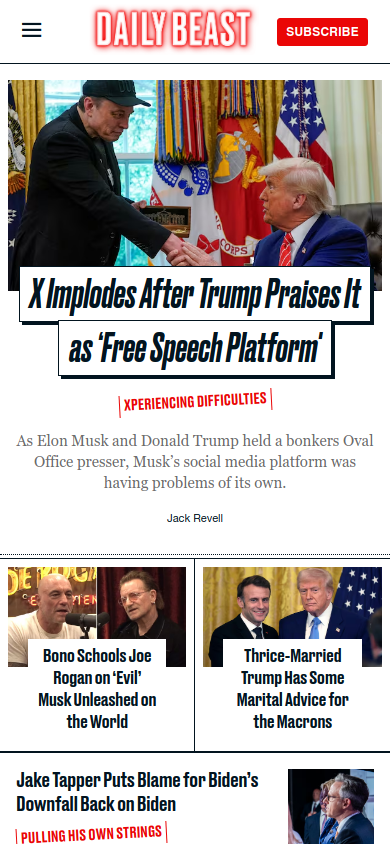 DAILY BEAST
SUBSCRIBE
CORPS
X Implodes After Trump Praises It
as ‘Free Speech Platform’
XPERIENCING DIFFICULTIES
As Elon Musk and Donald Trump held a bonkers Oval
Office presser, Musk’s social media platform was
having problems of its own.
Jack Revell
Bono Schools Joe
Rogan on ‘Evil’
Musk Unleashed on
the World
Thrice-Married
Trump Has Some
Marital Advice for
the Macrons
Jake Tapper Puts Blame for Biden’s
Downfall Back on Biden
PULLING HIS OWN STRINGS